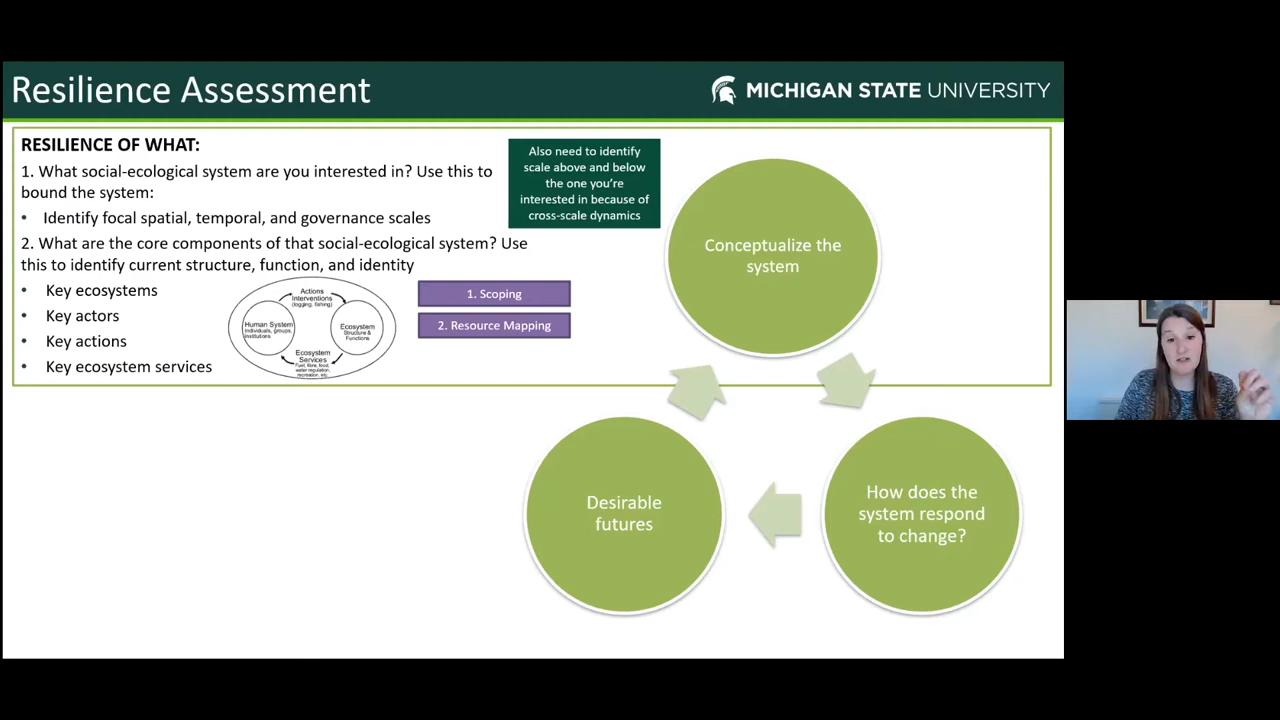 Resilience Assessment
MICHIGAN STATE UNIVERSITY
RESILIENCE OF WHAT:
1. What social-ecological system are you interested in? Use this to
bound the system:
• Identify focal spatial, temporal, and governance scales
2. What are the core components of that social-ecological system? Use
this to identify current structure, function, and identity
• Key ecosystems
• Key actors
• Key actions
• Key ecosystem services
Actions
Interventions
(logging, fishing)
Human System
Individuals, groups,
Institutions
Ecosystem
Structure &
Functions
Ecosystem
Services
Fuel, fibre, food,
water regulation,
recreation, etc.
1. Scoping
2. Resource Mapping
Also need to identify
scale above and below
the one you're
interested in because of
cross-scale dynamics
Conceptualize the
system
How does the
system respond
to change?
Desirable
futures